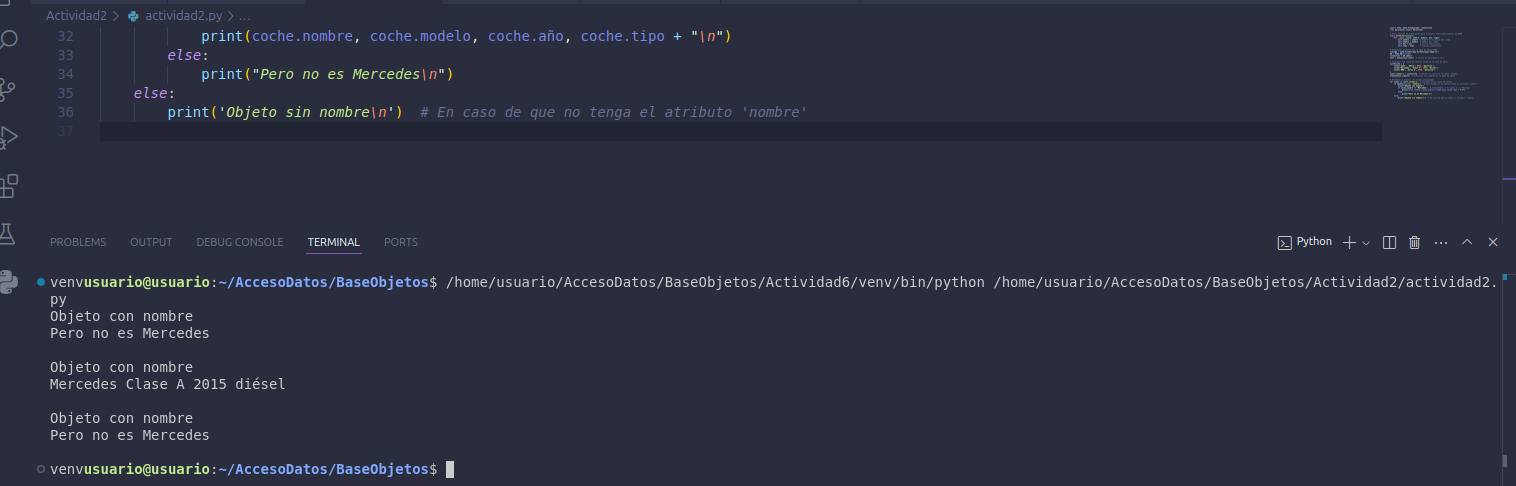 Actividad2 > actividad2.py > ...
32 print(coche.nombre, coche.modelo, coche.año, coche.tipo + "\n")
33 else:
34 print("Pero no es Mercedes\n")
35 else:
36 print('Objeto sin nombre\n')  # En caso de que no tenga el atributo 'nombre'
37
PROBLEMS OUTPUT DEBUG CONSOLE TERMINAL PORTS Python
venvusuario@usuario:~/AccesoDatos/BaseObjetos$ /home/usuario/AccesoDatos/BaseObjetos/Actividad6/venv/bin/python /home/usuario/AccesoDatos/BaseObjetos/Actividad2/actividad2.
py
Objeto con nombre
Pero no es Mercedes
Objeto con nombre
Mercedes Clase A 2015 diésel
Objeto con nombre
Pero no es Mercedes
venvusuario@usuario:~/AccesoDatos/BaseObjetos$